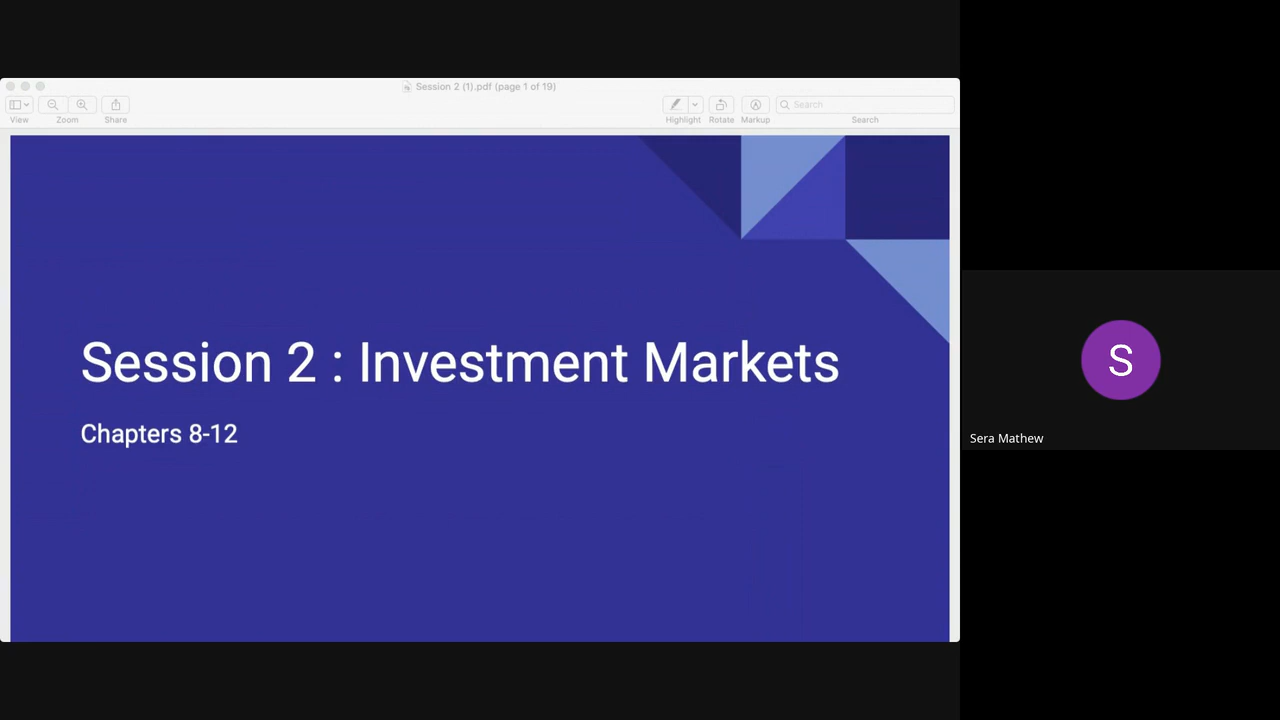 Session 2 (1).pdf (page 1 of 19)
View
Zoom
Share
Highlight
Rotate
Markup
Search
Search
Session 2 : Investment Markets
Chapters 8-12
S
Sera Mathew